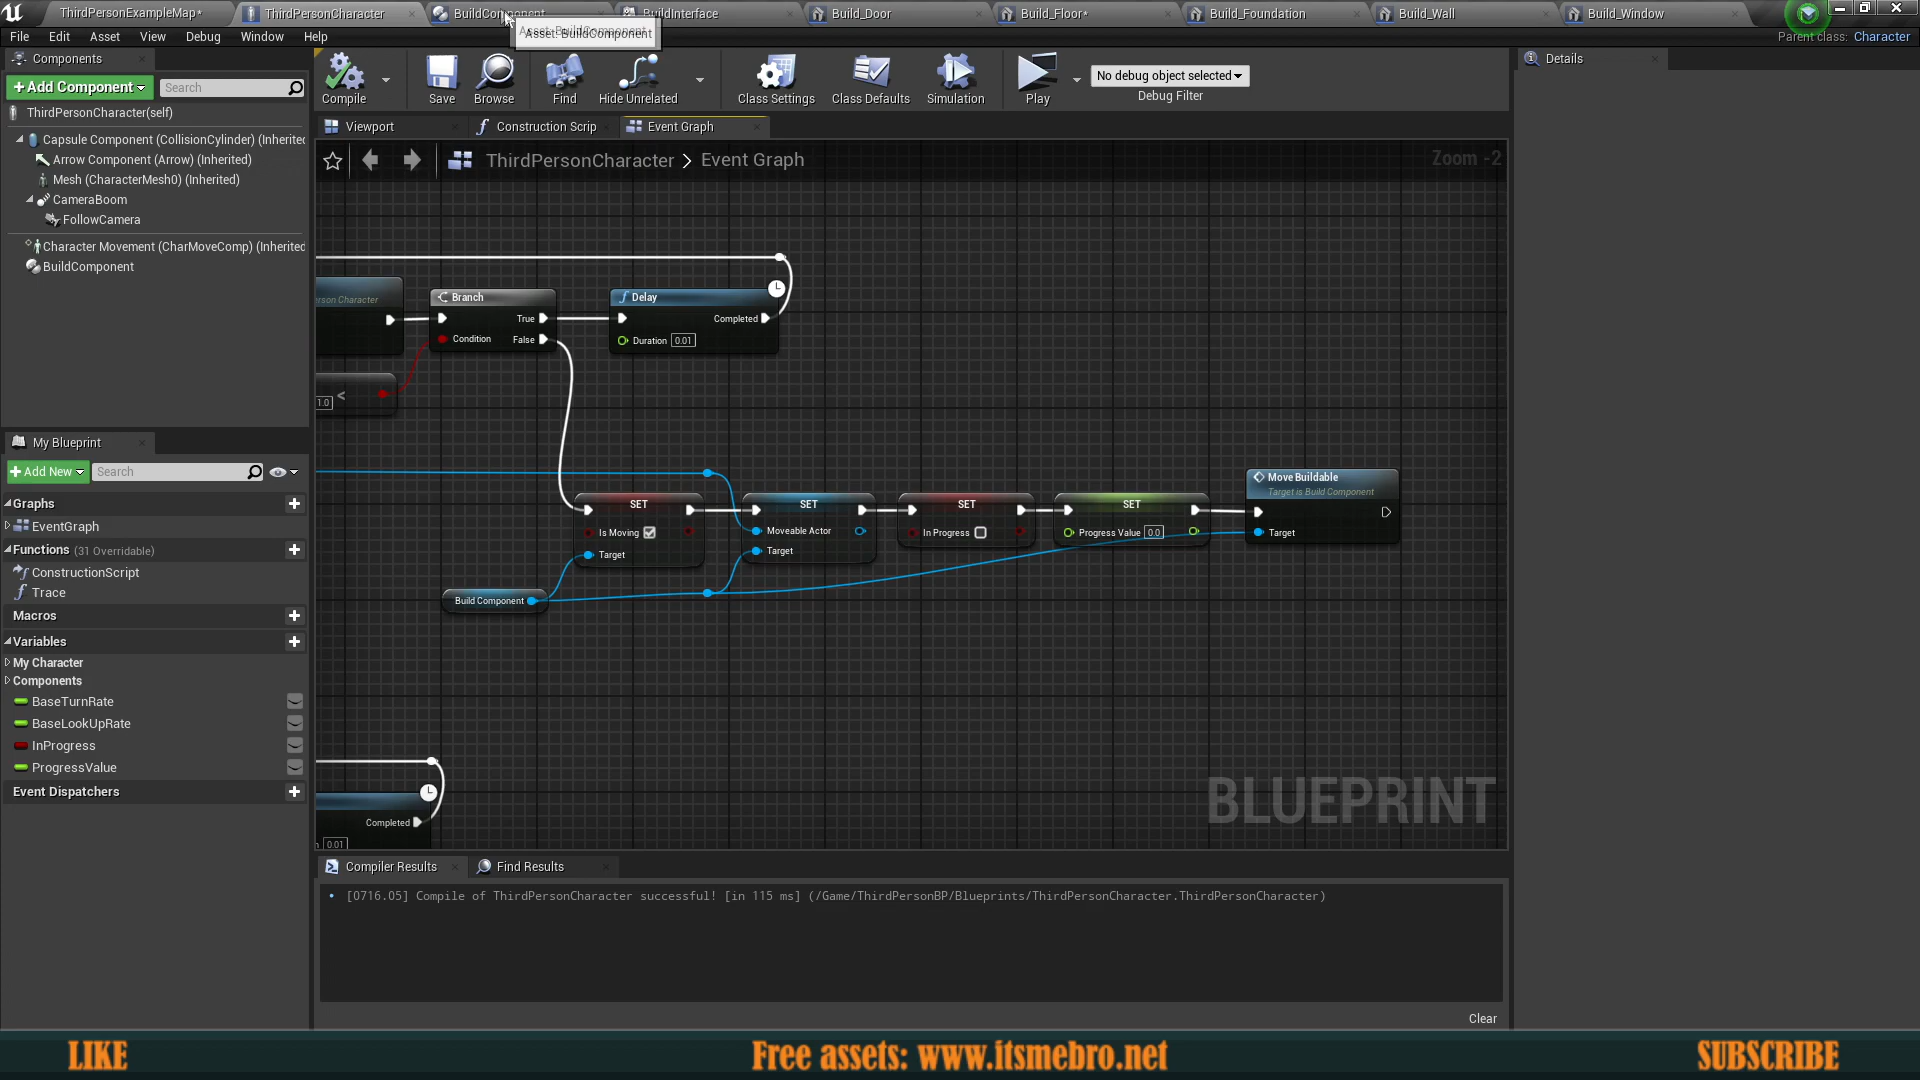 ThirdPersonExampleMap*
ThirdPersonCharacter
BuildComponent
BuildInterface
Build_Door
Build_Floor*
Build_Foundation
Build_Wall
Build_Window
Asset: BuildComponent
File
Edit
Asset
View
Debug
Window
Help
Parent class: Character
Components
Add Component
Search
ThirdPersonCharacter(self)
Capsule Component (CollisionCylinder) (Inherited
Arrow Component (Arrow) (Inherited)
Mesh (CharacterMesh0) (Inherited)
CameraBoom
FollowCamera
Character Movement (CharMoveComp) (Inherited
BuildComponent
My Blueprint
Add New
Search
Graphs
EventGraph
Functions (31 Overridable)
ConstructionScript
Trace
Macros
Variables
My Character
Components
BaseTurnRate
BaseLookUpRate
InProgress
ProgressValue
Event Dispatchers
Compile
Save
Browse
Find
Hide Unrelated
Class Settings
Class Defaults
Simulation
Play
No debug object selected
Debug Filter
Viewport
Construction Scrip
Event Graph
ThirdPersonCharacter > Event Graph
Zoom -2
rson Character
Branch
True
Condition
False
Delay
Completed
Duration 0.01
1.0 <
SET
Is Moving
Target
SET
Moveable Actor
Target
SET
In Progress
SET
Progress Value 0.0
Move Buildable
Target is Build Component
Target
Build Component
Completed
n 0.01
BLUEPRINT
Compiler Results
Find Results
[0716.05] Compile of ThirdPersonCharacter successful! [in 115 ms] (/Game/ThirdPersonBP/Blueprints/ThirdPersonCharacter.ThirdPersonCharacter)
Clear
Details
LIKE
Free assets: www.itsmebro.net
SUBSCRIBE